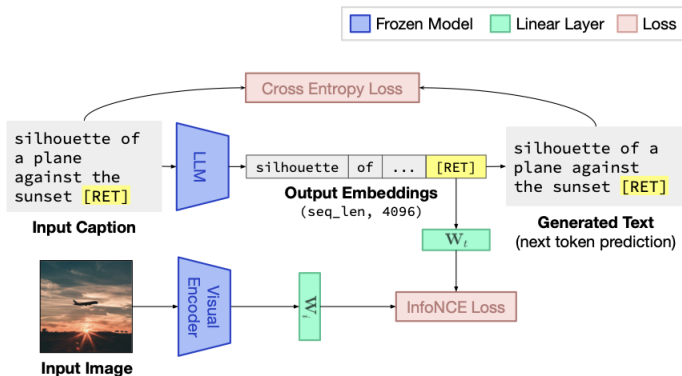 Frozen Model
Linear Layer
Loss
Cross Entropy Loss
silhouette of
a plane
against the
sunset [RET]
Input Caption
LLM
silhouette of ... [RET]
Output Embeddings
(seq_len, 4096)
silhouette of a
plane against
the sunset [RET]
Generated Text
(next token prediction)
W_t
Visual
Encoder
W_i
InfoNCE Loss
Input Image